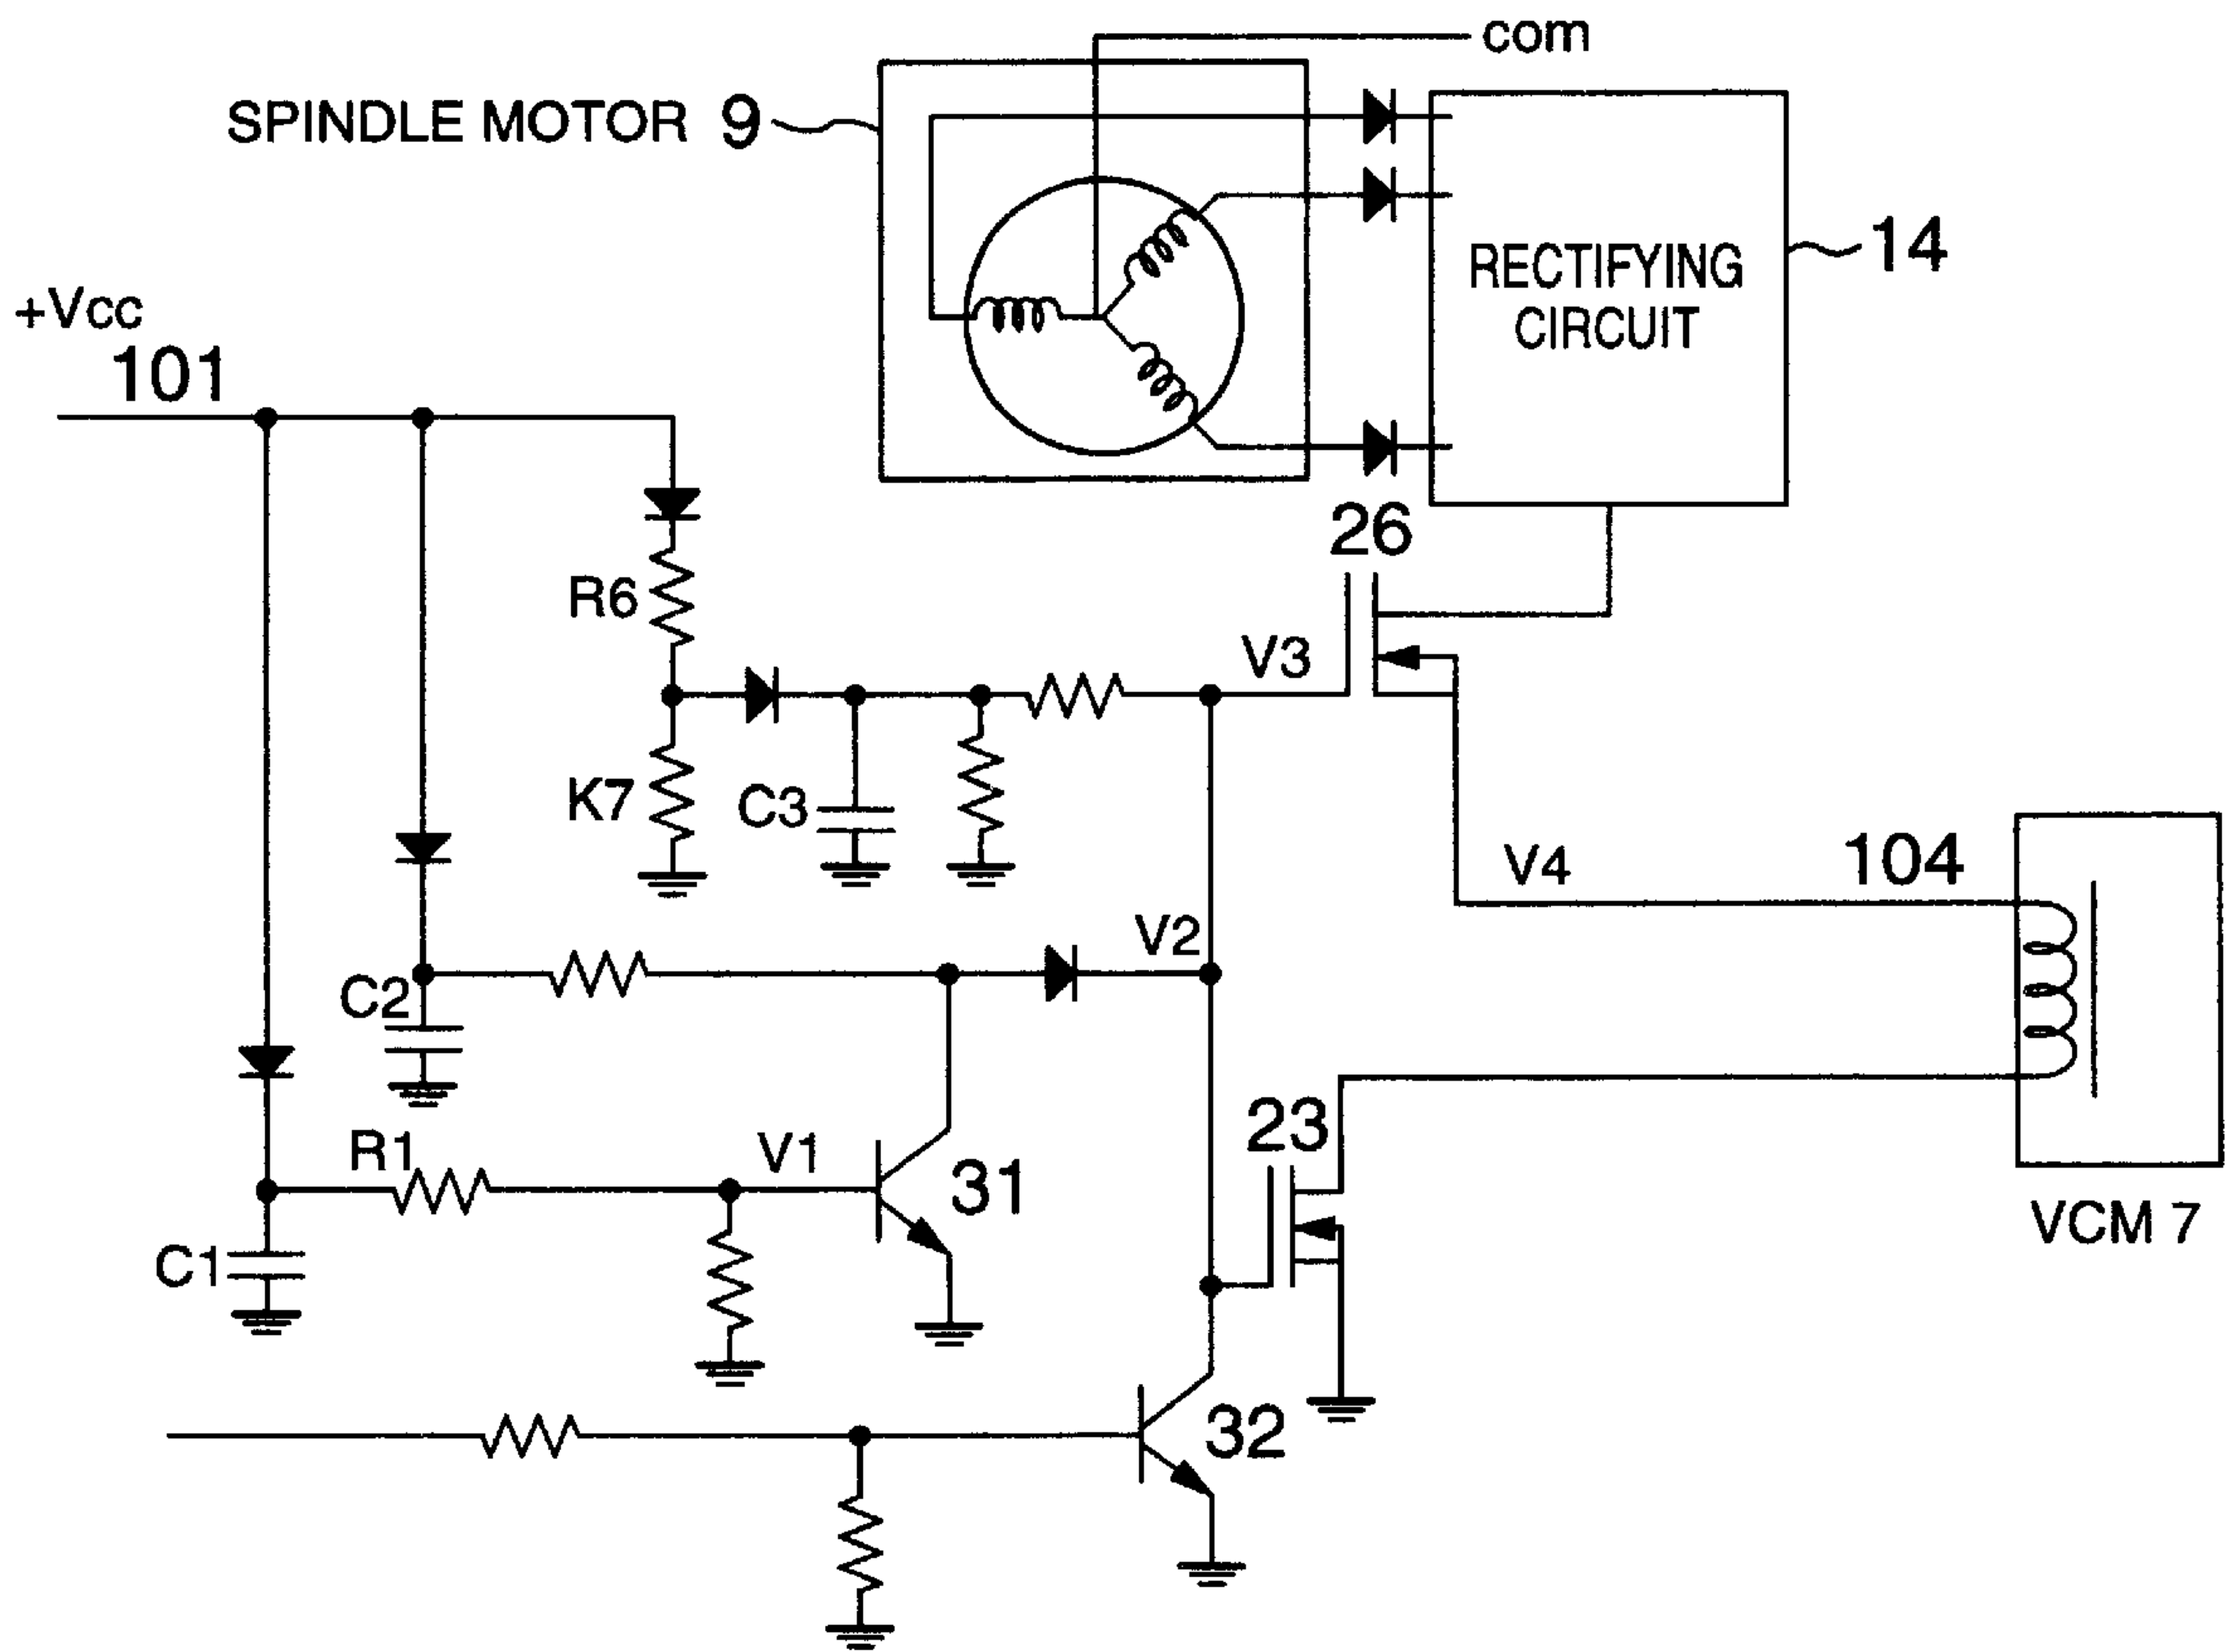 com
SPINDLE MOTOR 9
14
RECTIFYING
CIRCUIT
+Vcc
101
26
R6
V3
K7
C3
V4
104
V2
C2
23
R1
V1
31
VCM 7
C1
32